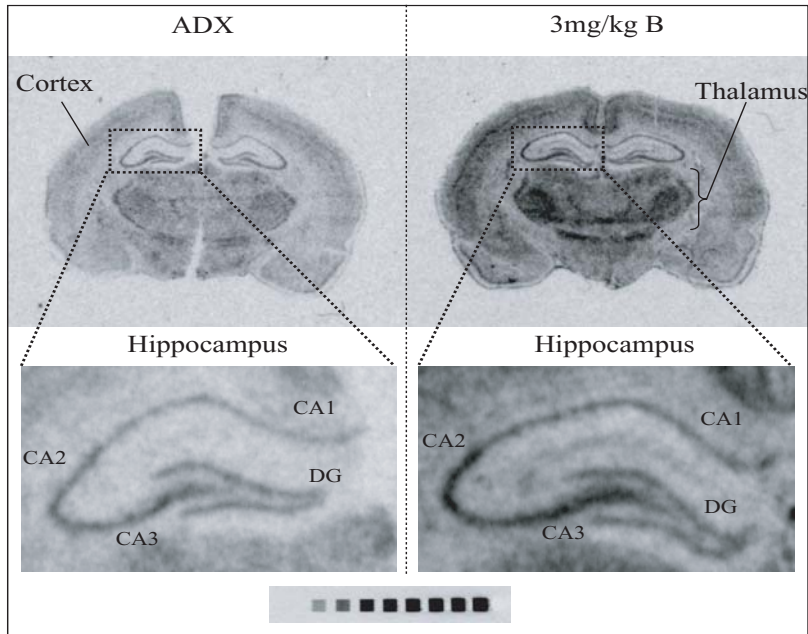 ADX
3mg/kg B
Cortex
Thalamus
Hippocampus
Hippocampus
CA1
CA2
DG
CA3
CA1
CA2
DG
CA3